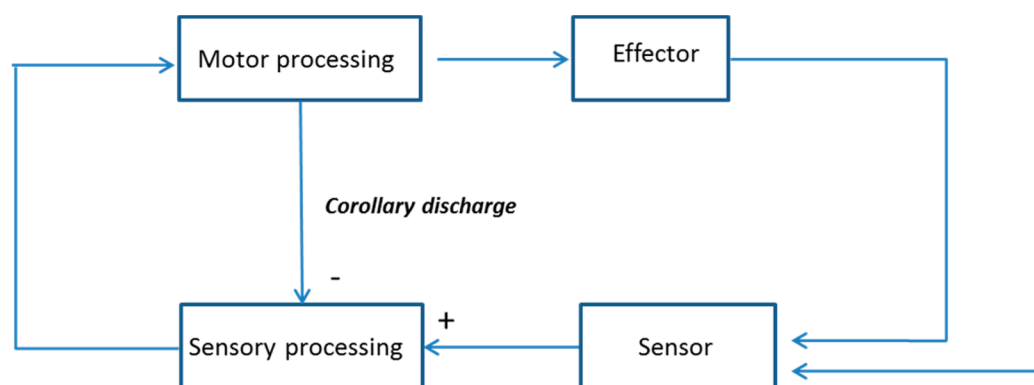 Motor processing
Effector
Corollary discharge
-
+
Sensory processing
Sensor